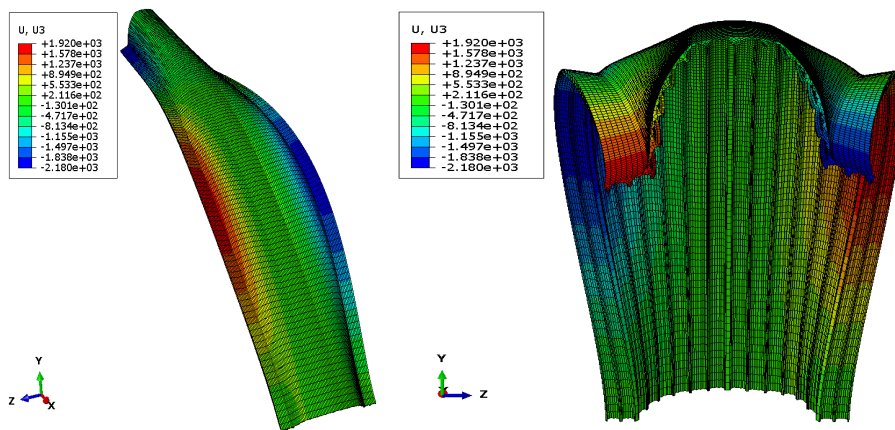 U, U3
+1.920e+03
+1.578e+03
+1.237e+03
+8.949e+02
+5.533e+02
+2.116e+02
-1.301e+02
-4.717e+02
-8.134e+02
-1.155e+03
-1.497e+03
-1.838e+03
-2.180e+03
Y
Z
X
U, U3
+1.920e+03
+1.578e+03
+1.237e+03
+8.949e+02
+5.533e+02
+2.116e+02
-1.301e+02
-4.717e+02
-8.134e+02
-1.155e+03
-1.497e+03
-1.838e+03
-2.180e+03
Y
X
Z